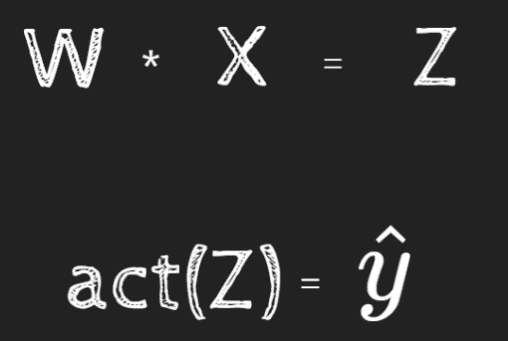 W * X = Z
act(Z) = ŷ